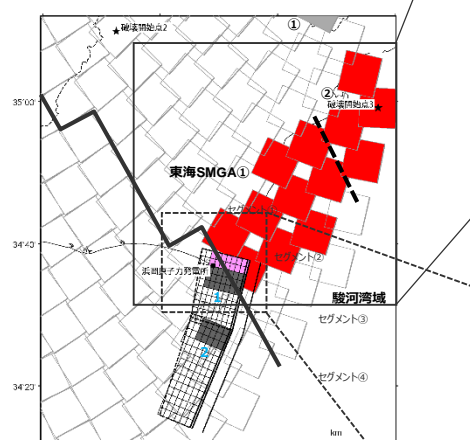 ①
破壊開始点2
②
破壊開始点3
35°00'
東海SMGA①
セグメント①
34°40'
セグメント②
浜岡原子力発電所
1
駿河湾域
セグメント③
2
セグメント④
34°20'
km